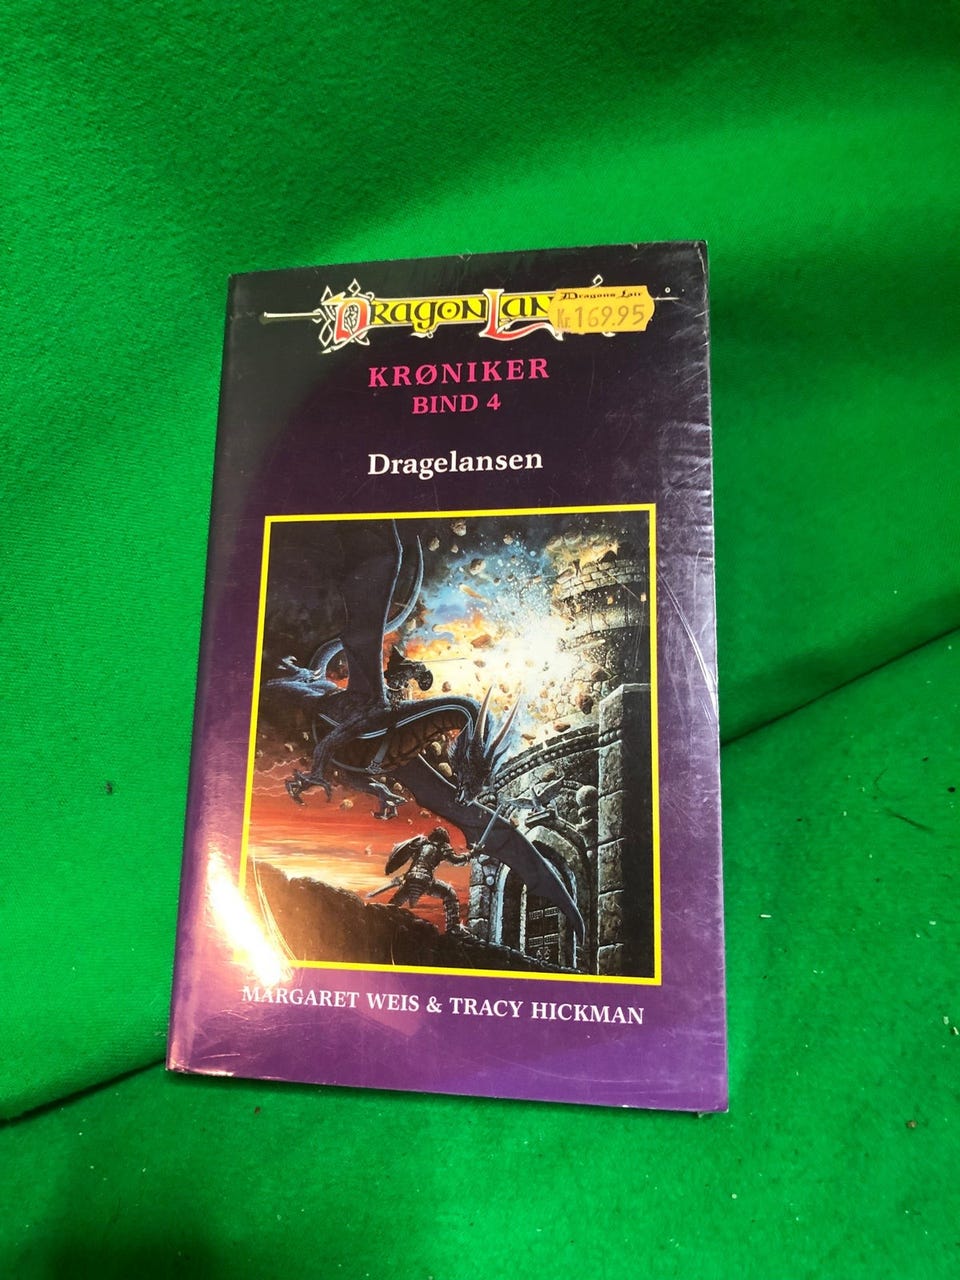 DRAGONLAN
Dragons Lair
Kr.169.95
KRØNIKER
BIND 4
Dragelansen
MARGARET WEIS & TRACY HICKMAN